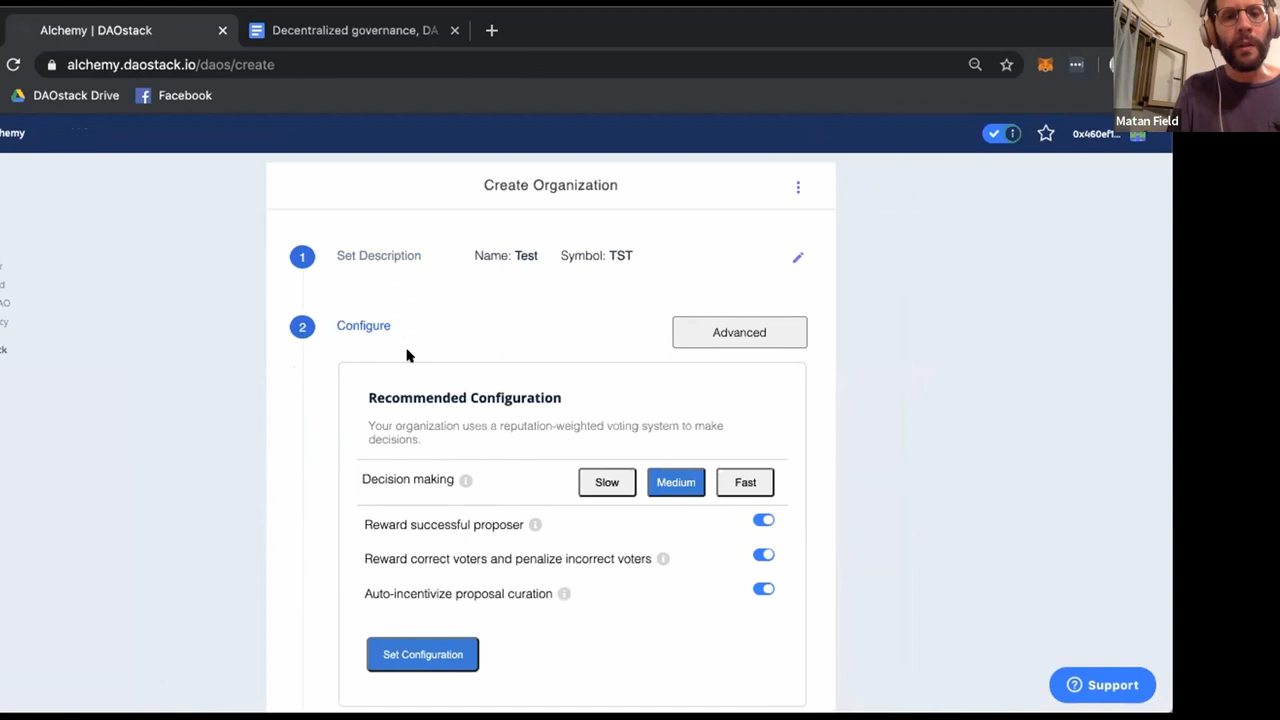 Alchemy | DAOstack
Decentralized governance, DA
alchemy.daostack.io/daos/create
DAOstack Drive
Facebook
Matan Field
hemy
0x460ef1...
Create Organization
1
Set Description
Name: Test
Symbol: TST
2
Configure
Advanced
Recommended Configuration
Your organization uses a reputation-weighted voting system to make
decisions.
Decision making
Slow
Medium
Fast
Reward successful proposer
Reward correct voters and penalize incorrect voters
Auto-incentivize proposal curation
Set Configuration
r
d
AO
cy
ck
Support